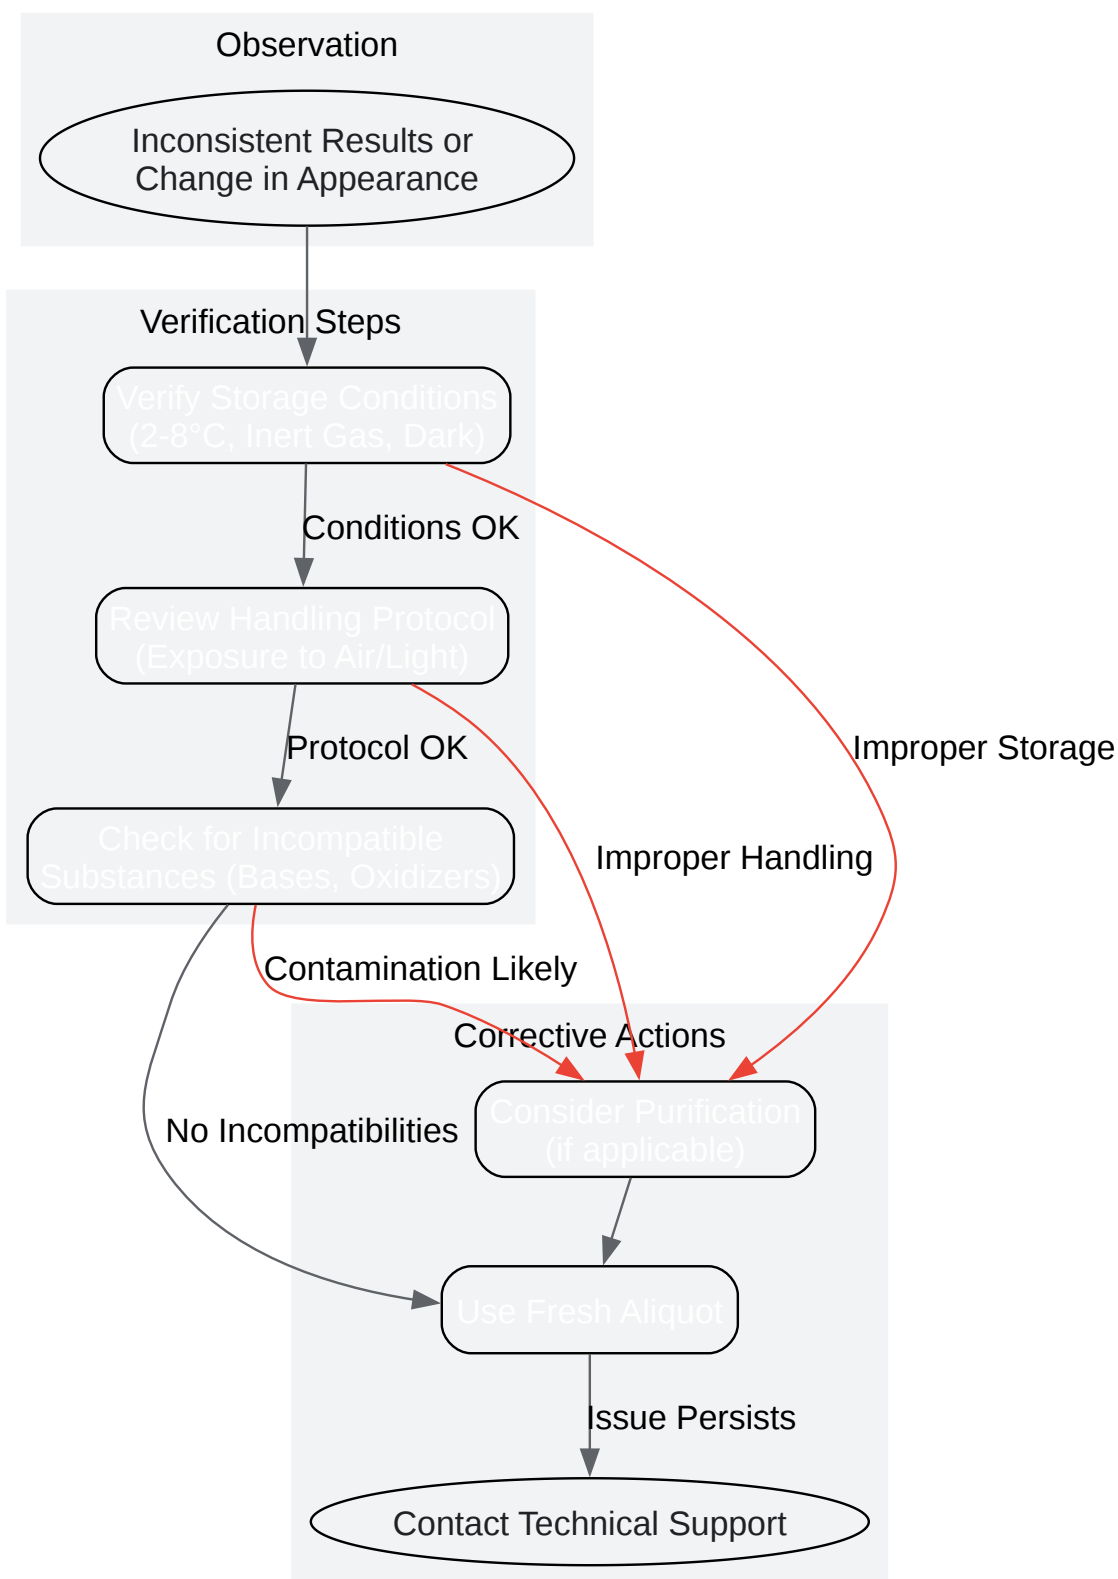 Observation
Inconsistent Results or
Change in Appearance
Verification Steps
Verify Storage Conditions
(2-8°C, Inert Gas, Dark)
Conditions OK
Review Handling Protocol
(Exposure to Air/Light)
Protocol OK
Improper Storage
Check for Incompatible
Substances (Bases, Oxidizers)
Improper Handling
Contamination Likely
Corrective Actions
Consider Purification
(if applicable)
No Incompatibilities
Use Fresh Aliquot
Issue Persists
Contact Technical Support